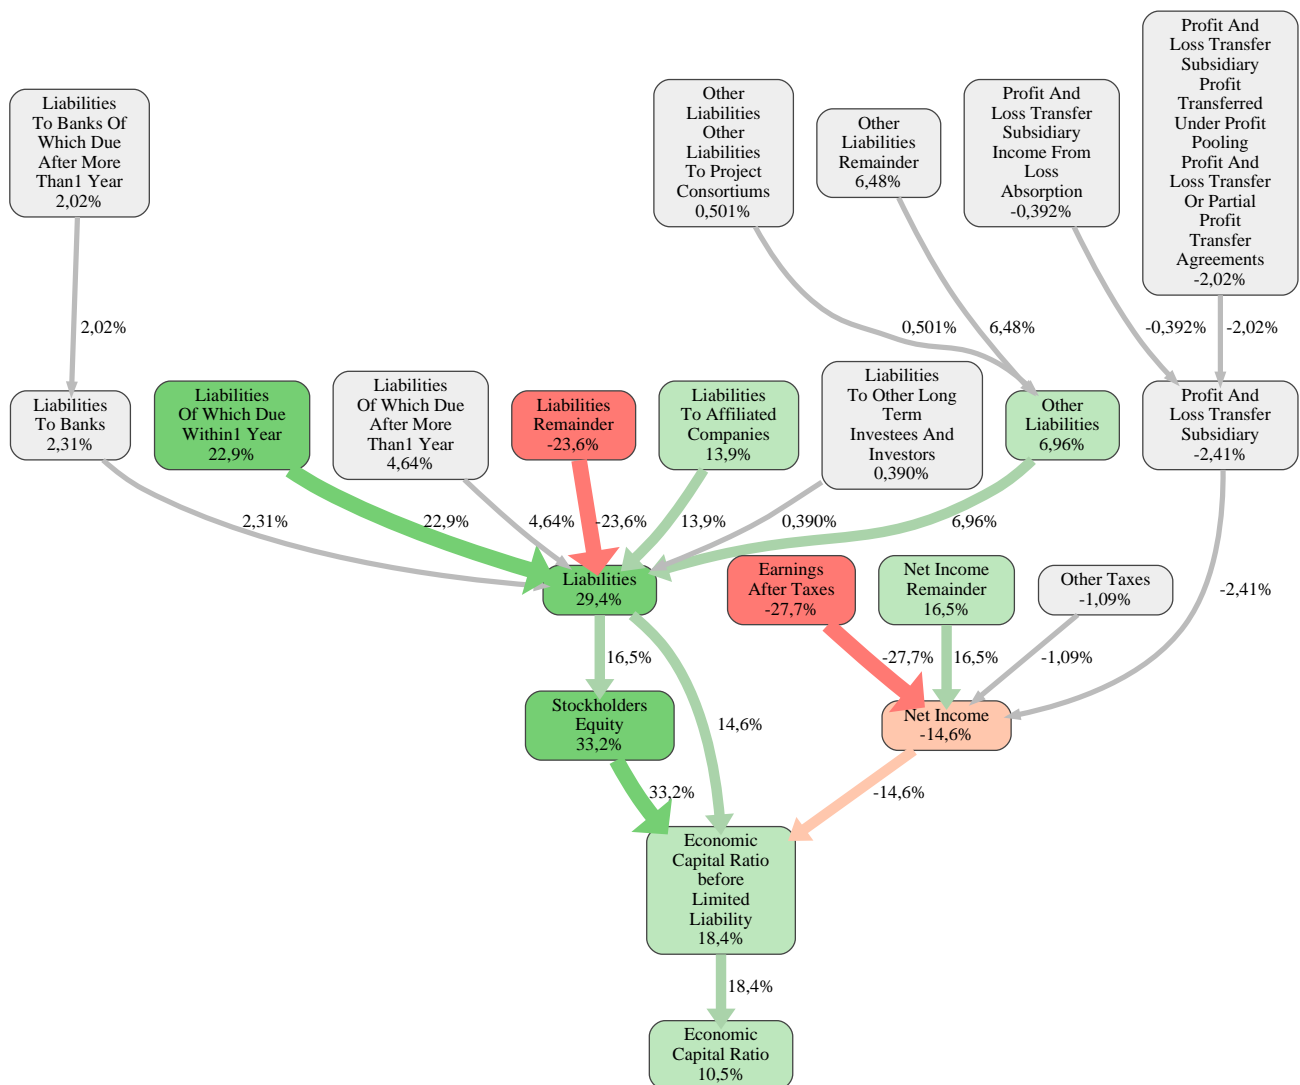 Profit And
Loss Transfer
Subsidiary
Profit
Transferred
Under Profit
Pooling
Profit And
Loss Transfer
Or Partial
Profit
Transfer
Agreements
-2,02%
Liabilities
To Banks Of
Which Due
After More
Than1 Year
2,02%
Other
Liabilities
Other
Liabilities
To Project
Consortiums
0,501%
Other
Liabilities
Remainder
6,48%
Profit And
Loss Transfer
Subsidiary
Income From
Loss
Absorption
-0,392%
2,02%
0,501%
6,48%
-0,392%
-2,02%
Liabilities
To Banks
2,31%
Liabilities
Of Which Due
Within1 Year
22,9%
Liabilities
Of Which Due
After More
Than1 Year
4,64%
Liabilities
Remainder
-23,6%
Liabilities
To Affiliated
Companies
13,9%
Liabilities
To Other Long
Term
Investees And
Investors
0,390%
Other
Liabilities
6,96%
Profit And
Loss Transfer
Subsidiary
-2,41%
2,31%
22,9%
4,64%
-23,6%
13,9%
0,390%
6,96%
-2,41%
Liabilities
29,4%
Earnings
After Taxes
-27,7%
Net Income
Remainder
16,5%
Other Taxes
-1,09%
16,5%
14,6%
-27,7%
16,5%
-1,09%
Stockholders
Equity
33,2%
Net Income
-14,6%
33,2%
-14,6%
Economic
Capital Ratio
before
Limited
Liability
18,4%
18,4%
Economic
Capital Ratio
10,5%